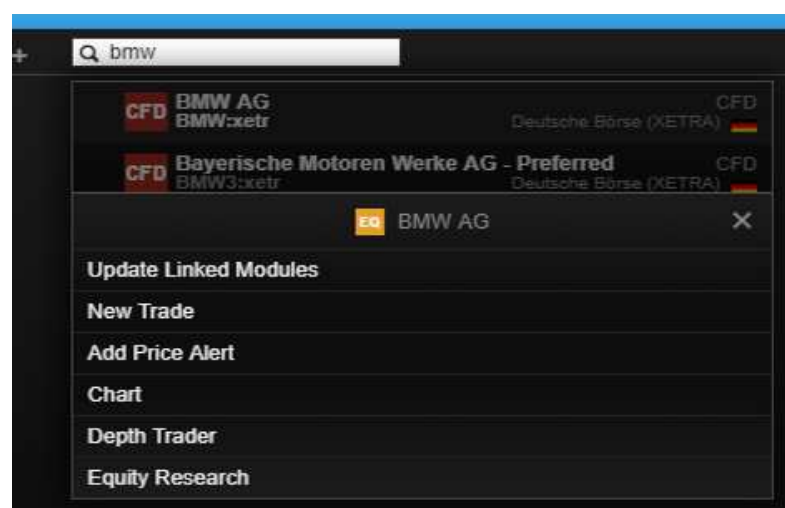 + bmw
CFD BMW AG CFD
BMW:xetr Deutsche Börse (XETRA)
CFD Bayerische Motoren Werke AG - Preferred CFD
BMW3:xetr Deutsche Börse (XETRA)
EQ BMW AG ×
Update Linked Modules
New Trade
Add Price Alert
Chart
Depth Trader
Equity Research